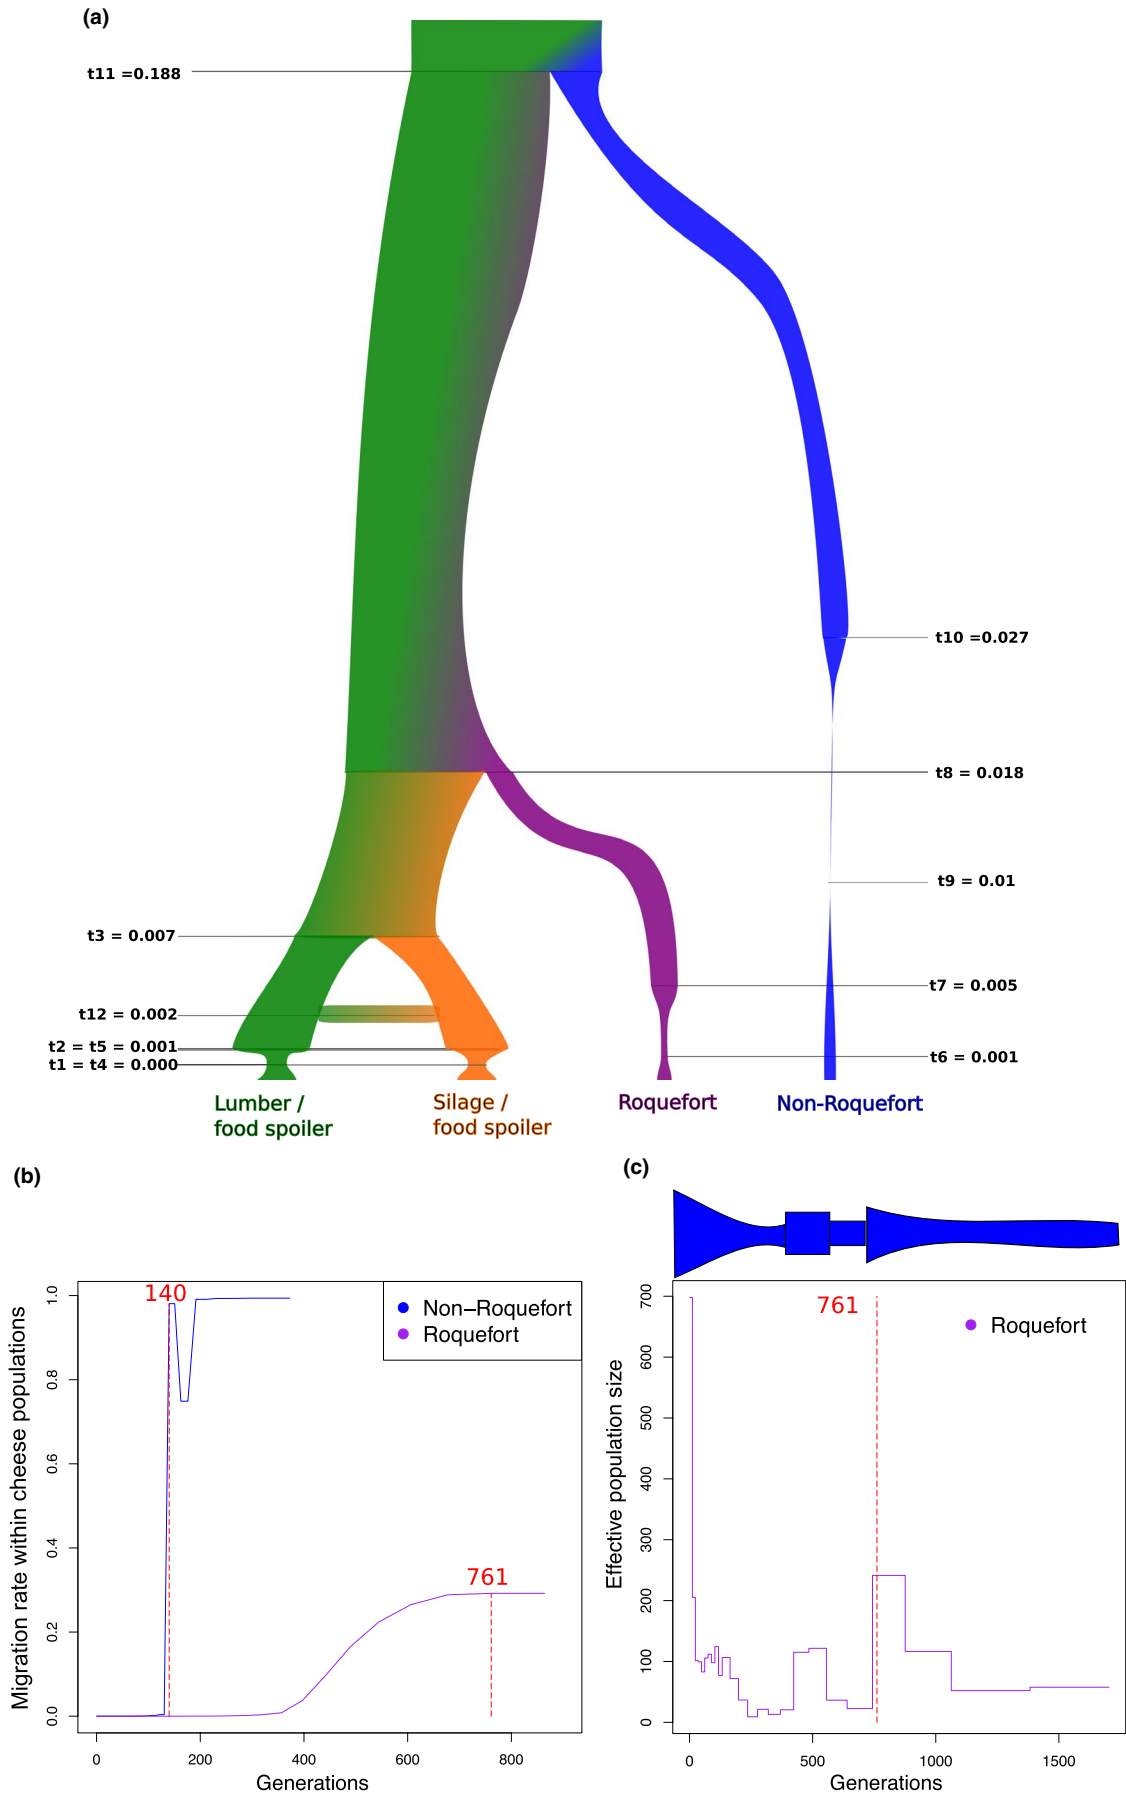 (a)
t11 =0.188
t10 =0.027
t8 = 0.018
t9 = 0.01
t3 = 0.007
t7 = 0.005
t12 = 0.002
t2 = t5 = 0.001
t6 = 0.001
t1 = t4 = 0.000
Lumber /
food spoiler
Silage /
food spoiler
Roquefort
Non-Roquefort
(b)
140
761
Non−Roquefort
Roquefort
Migration rate within cheese populations
1.0
0.8
0.6
0.4
0.2
0.0
0 200 400 600 800
Generations
(c)
761
Roquefort
Effective population size
700
600
500
400
300
200
100
0
0 500 1000 1500
Generations